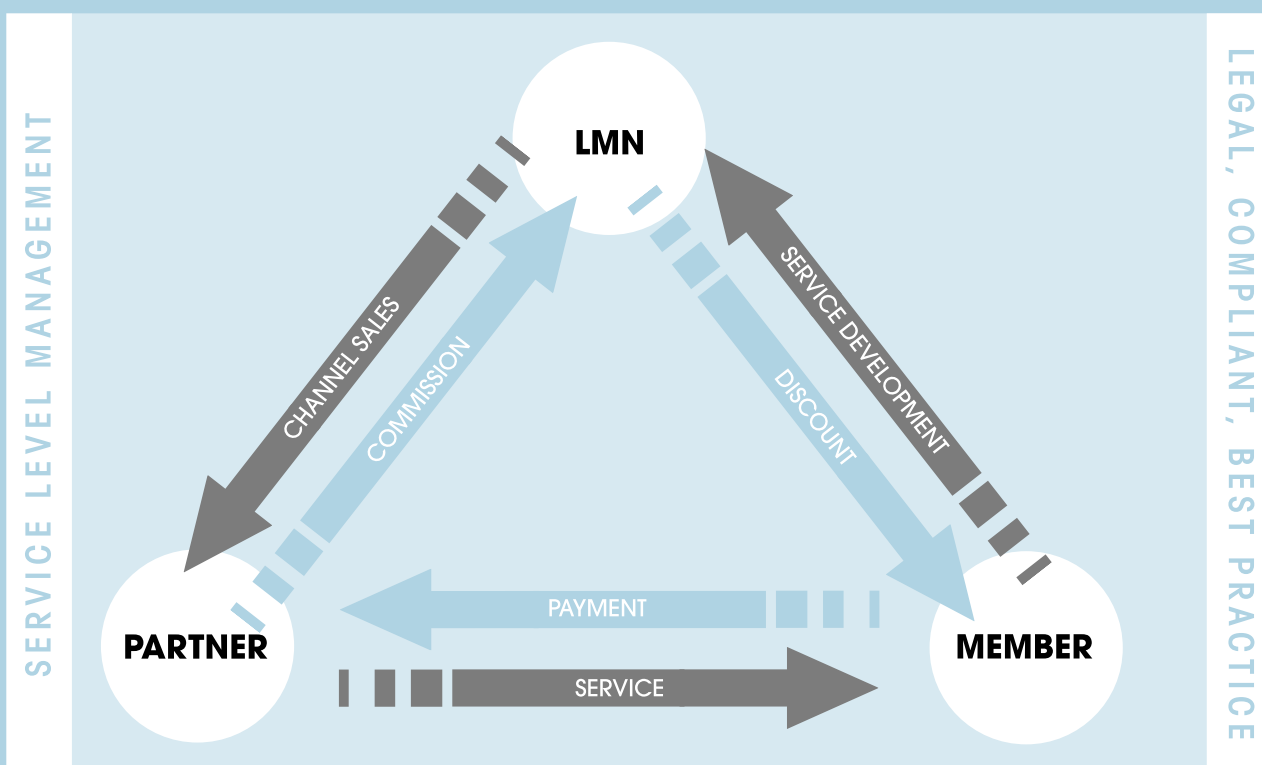 SERVICE LEVEL MANAGEMENT
LMN
CHANNEL SALES
COMMISSION
DISCOUNT
SERVICE DEVELOPMENT
PAYMENT
SERVICE
PARTNER
MEMBER
LEGAL, COMPLIANT, BEST PRACTICE